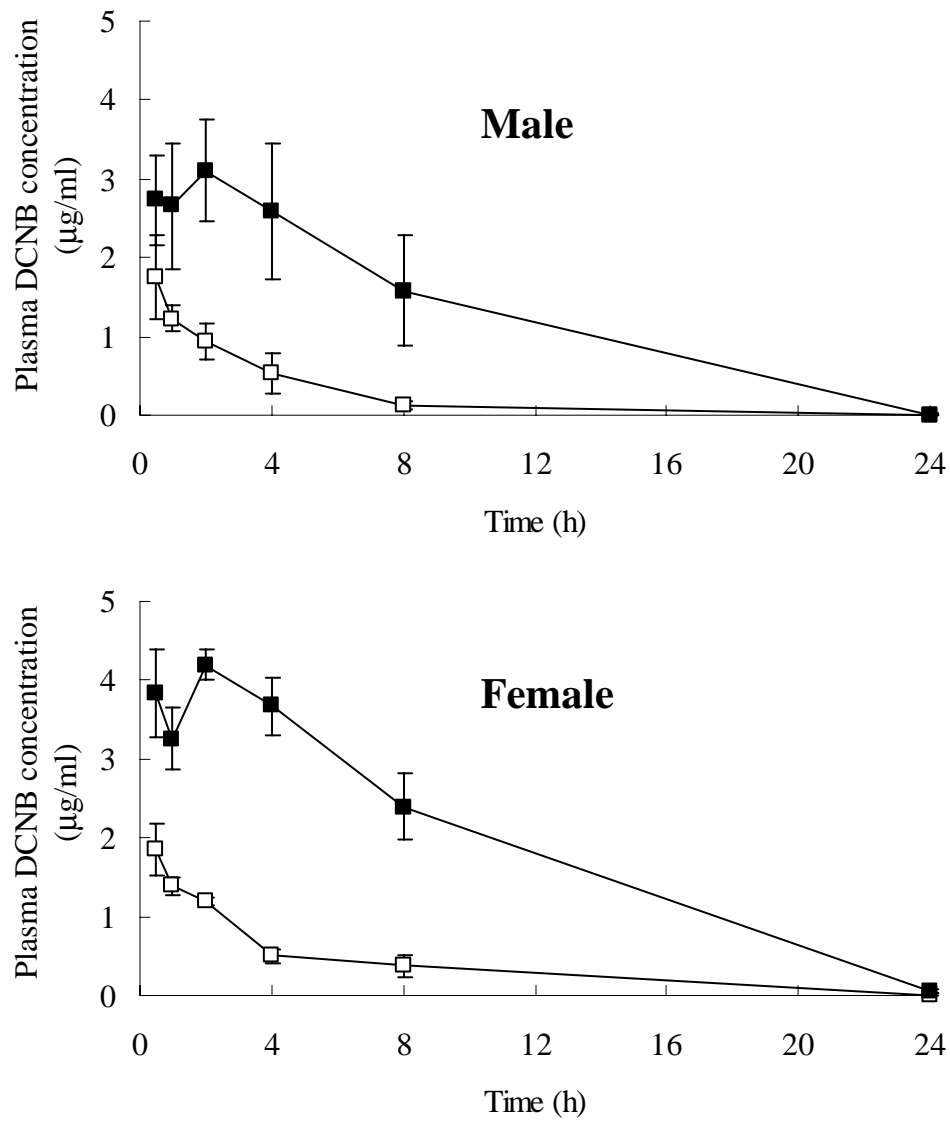 5
4
3
2
1
0
Plasma DCNB concentration
(μg/ml)
Male
0 4 8 12 16 20 24
Time (h)
5
4
3
2
1
0
Plasma DCNB concentration
(μg/ml)
Female
0 4 8 12 16 20 24
Time (h)